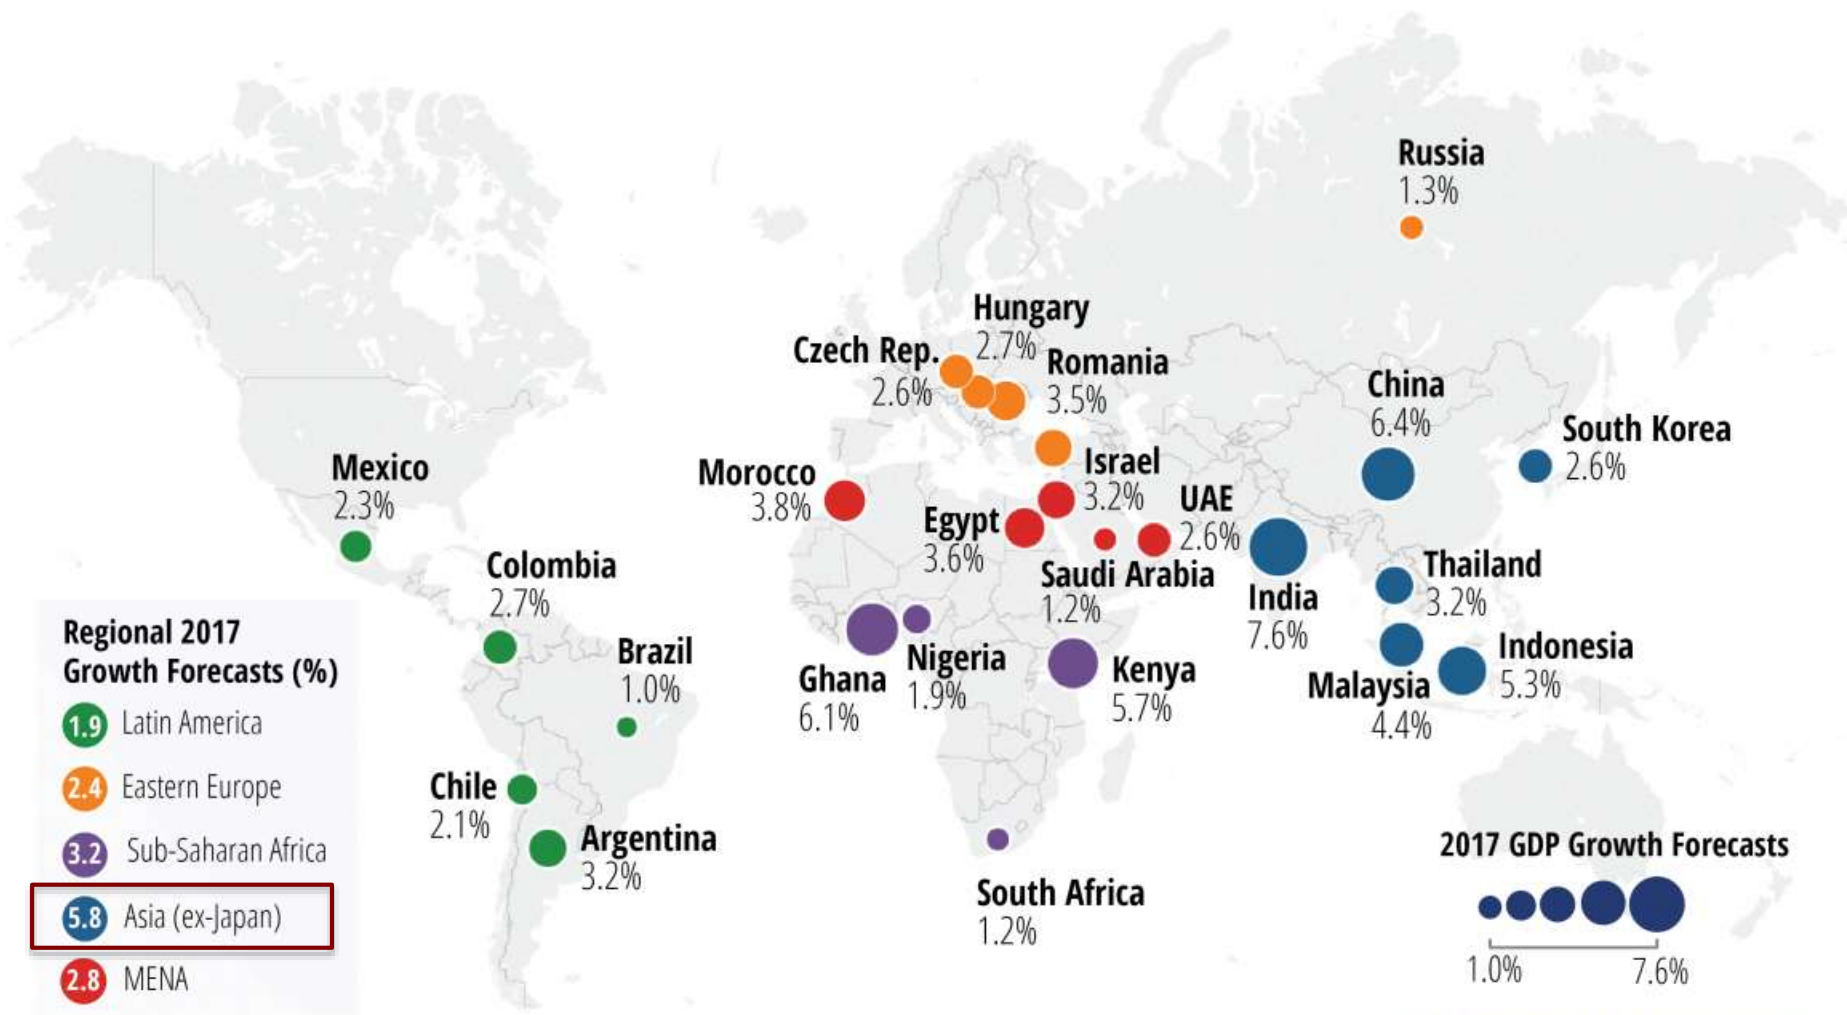 Russia
1.3%
Hungary
2.7%
Czech Rep.
2.6%
Romania
3.5%
China
6.4%
South Korea
2.6%
Mexico
2.3%
Morocco
3.8%
Israel
3.2%
UAE
2.6%
Egypt
3.6%
Saudi Arabia
1.2%
Colombia
2.7%
Thailand
3.2%
India
7.6%
Brazil
1.0%
Ghana
6.1%
Nigeria
1.9%
Kenya
5.7%
Indonesia
5.3%
Malaysia
4.4%
Chile
2.1%
Argentina
3.2%
South Africa
1.2%
Regional 2017
Growth Forecasts (%)
1.9 Latin America
2.4 Eastern Europe
3.2 Sub-Saharan Africa
5.8 Asia (ex-Japan)
2.8 MENA
2017 GDP Growth Forecasts
1.0% 7.6%